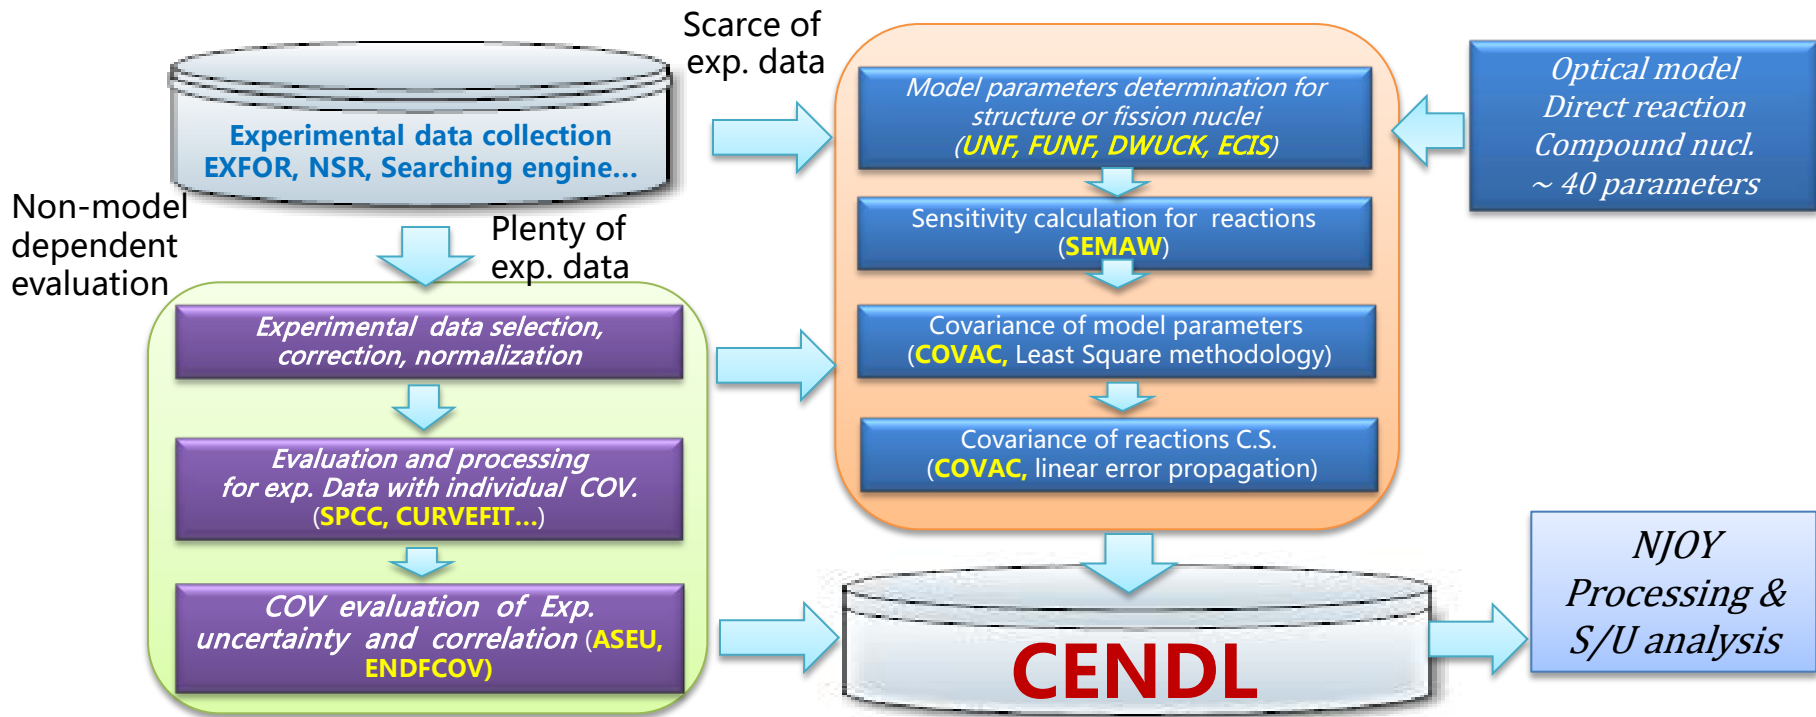 Scarce of
exp. data
Experimental data collection
EXFOR, NSR, Searching engine...
Non-model
dependent
evaluation
Plenty of
exp. data
Experimental data selection,
correction, normalization
Evaluation and processing
for exp. Data with individual COV.
(SPCC, CURVEFIT...)
COV evaluation of Exp.
uncertainty and correlation (ASEU,
ENDFCOV)
Model parameters determination for
structure or fission nuclei
(UNF, FUNF, DWUCK, ECIS)
Sensitivity calculation for reactions
(SEMAW)
Covariance of model parameters
(COVAC, Least Square methodology)
Covariance of reactions C.S.
(COVAC, linear error propagation)
Optical model
Direct reaction
Compound nucl.
~ 40 parameters
CENDL
NJOY
Processing &
S/U analysis